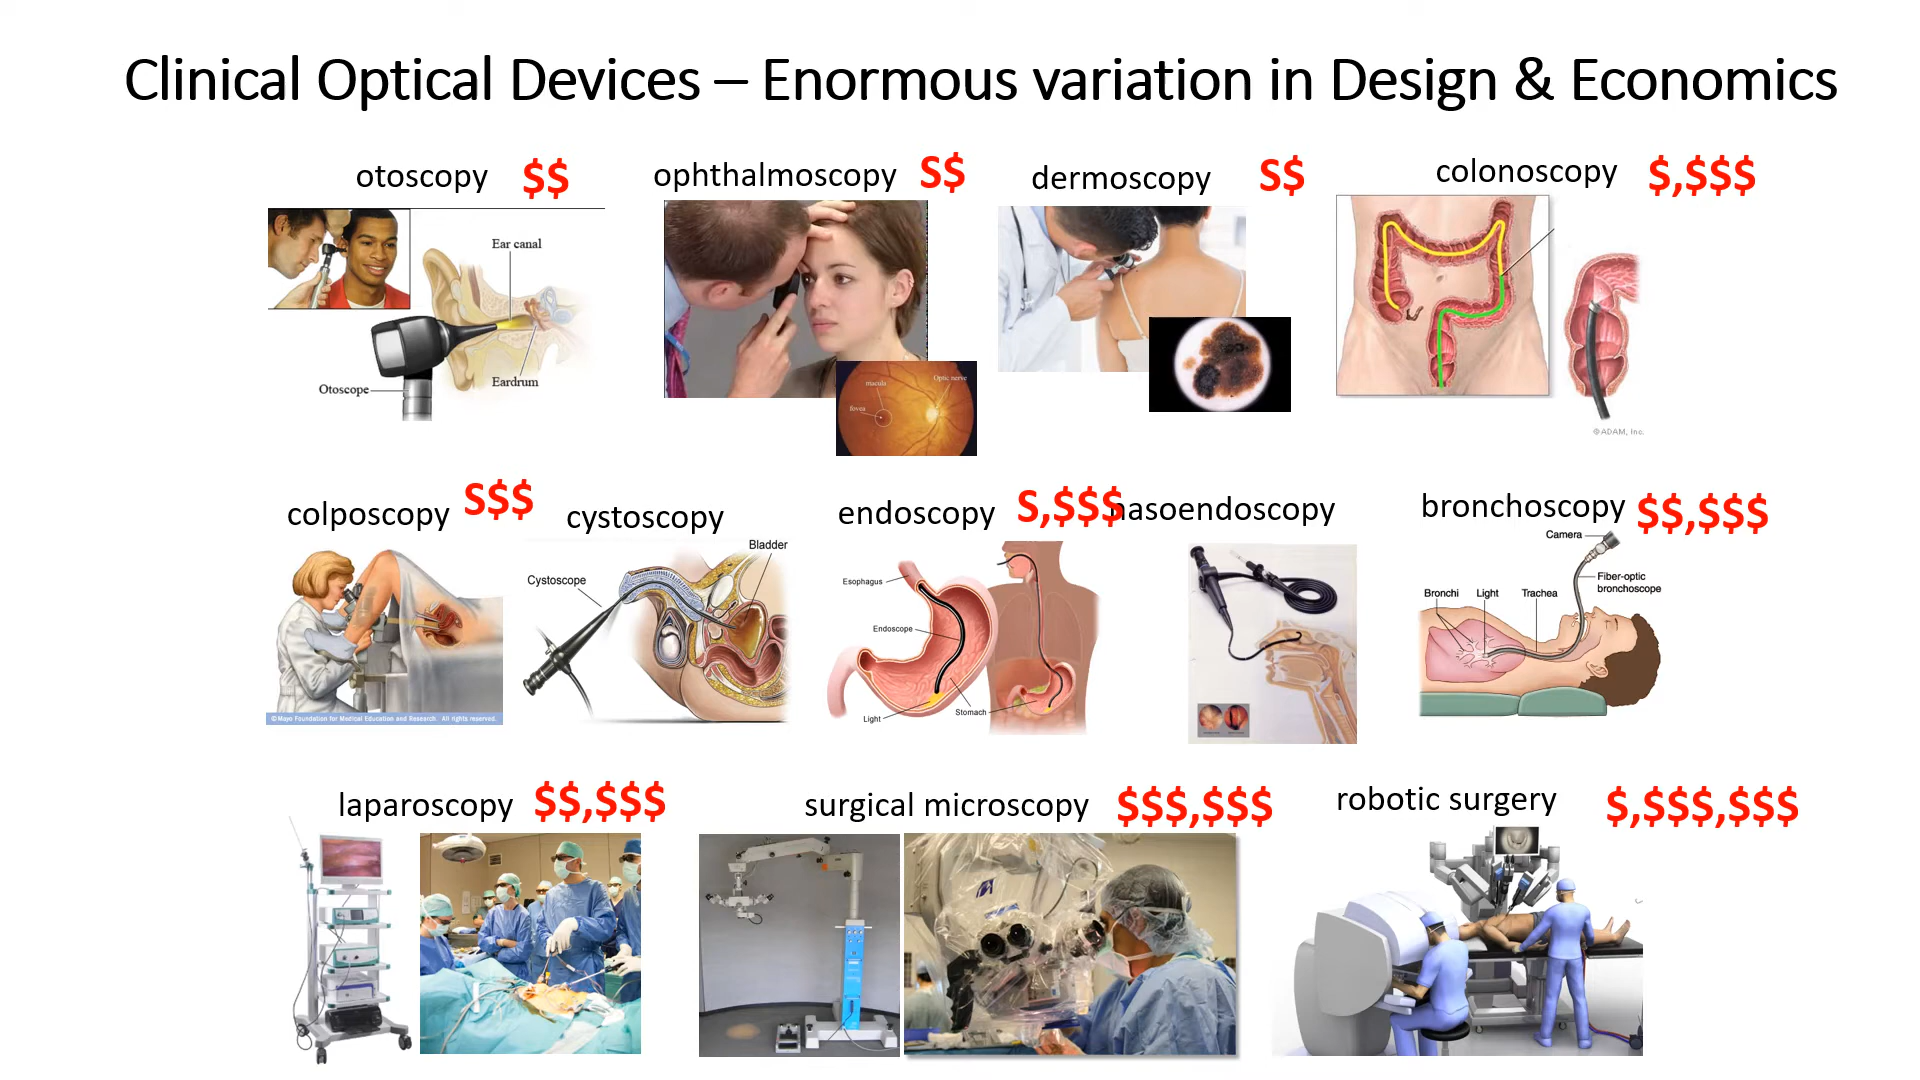 Clinical Optical Devices – Enormous variation in Design & Economics
otoscopy $$
ophthalmoscopy $$
dermoscopy $$
colonoscopy $,$$$
Ear canal
Eardrum
Otoscope
macula
Optic nerve
fovea
©ADAM, Inc.
colposcopy $$$
cystoscopy
endoscopy $,$$$
nasoendoscopy
bronchoscopy $$,$$$
© Mayo Foundation for Medical Education and Research. All rights reserved.
Bladder
Cystoscope
Esophagus
Endoscope
Light
Stomach
Camera
Fiber-optic
bronchoscope
Bronchi Light Trachea
laparoscopy $$,$$$
surgical microscopy $$$,$$$
robotic surgery $,$$$,$$$